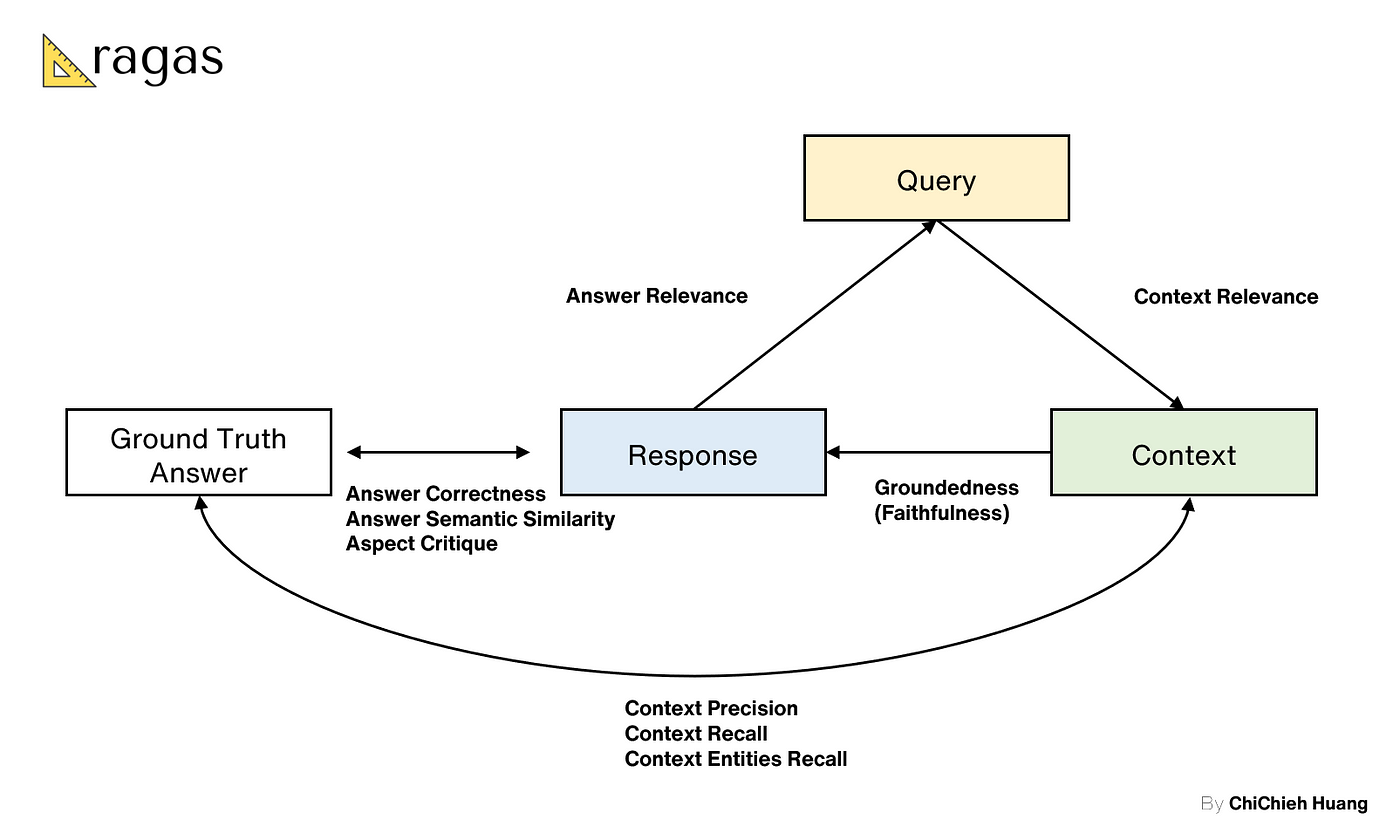 ragas
Query
Answer Relevance
Context Relevance
Ground Truth
Answer
Response
Context
Answer Correctness
Answer Semantic Similarity
Aspect Critique
Groundedness
(Faithfulness)
Context Precision
Context Recall
Context Entities Recall
By ChiChieh Huang